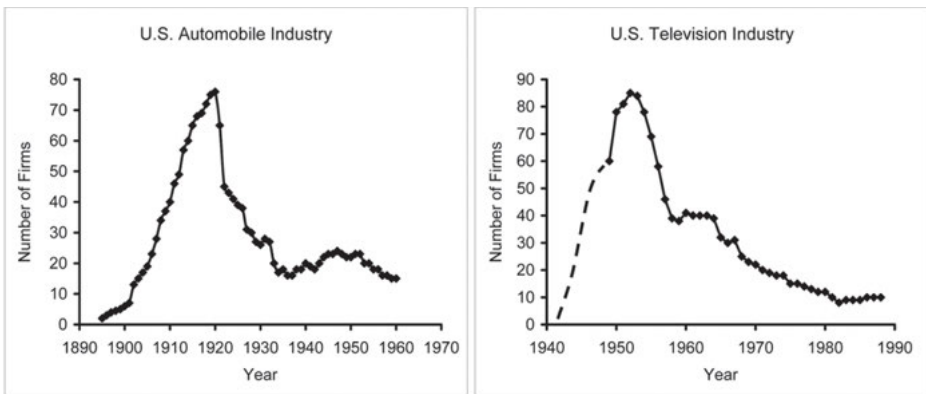 U.S. Automobile Industry
Number of Firms
80
70
60
50
40
30
20
10
0
1890 1900 1910 1920 1930 1940 1950 1960 1970
Year
U.S. Television Industry
Number of Firms
90
80
70
60
50
40
30
20
10
0
1940 1950 1960 1970 1980 1990
Year